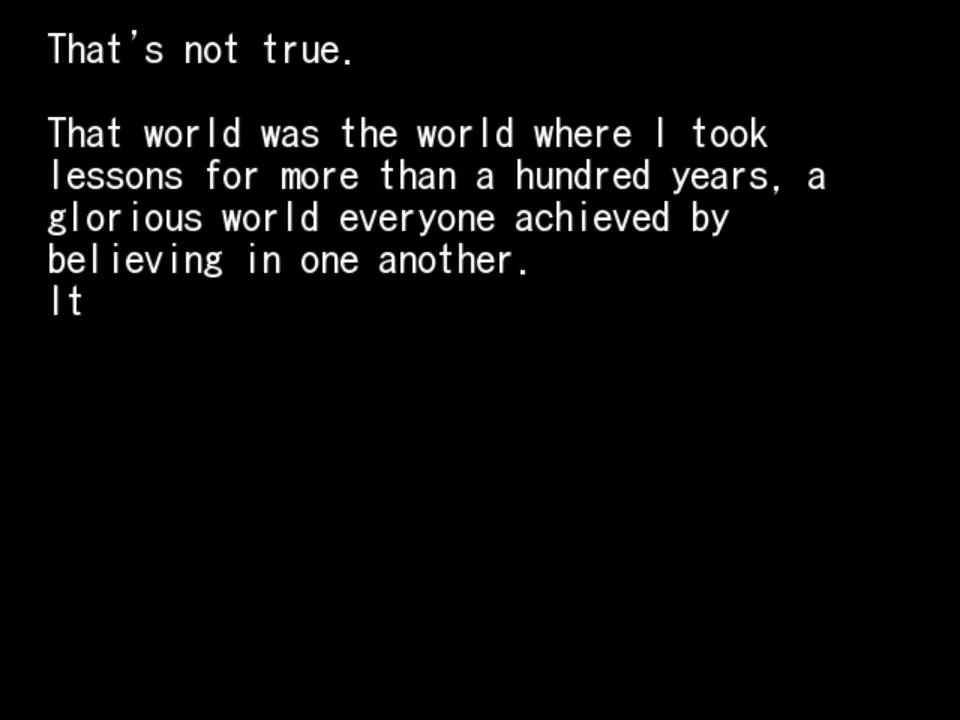 That's not true.
That world was the world where I took
lessons for more than a hundred years, a
glorious world everyone achieved by
believing in one another.
It